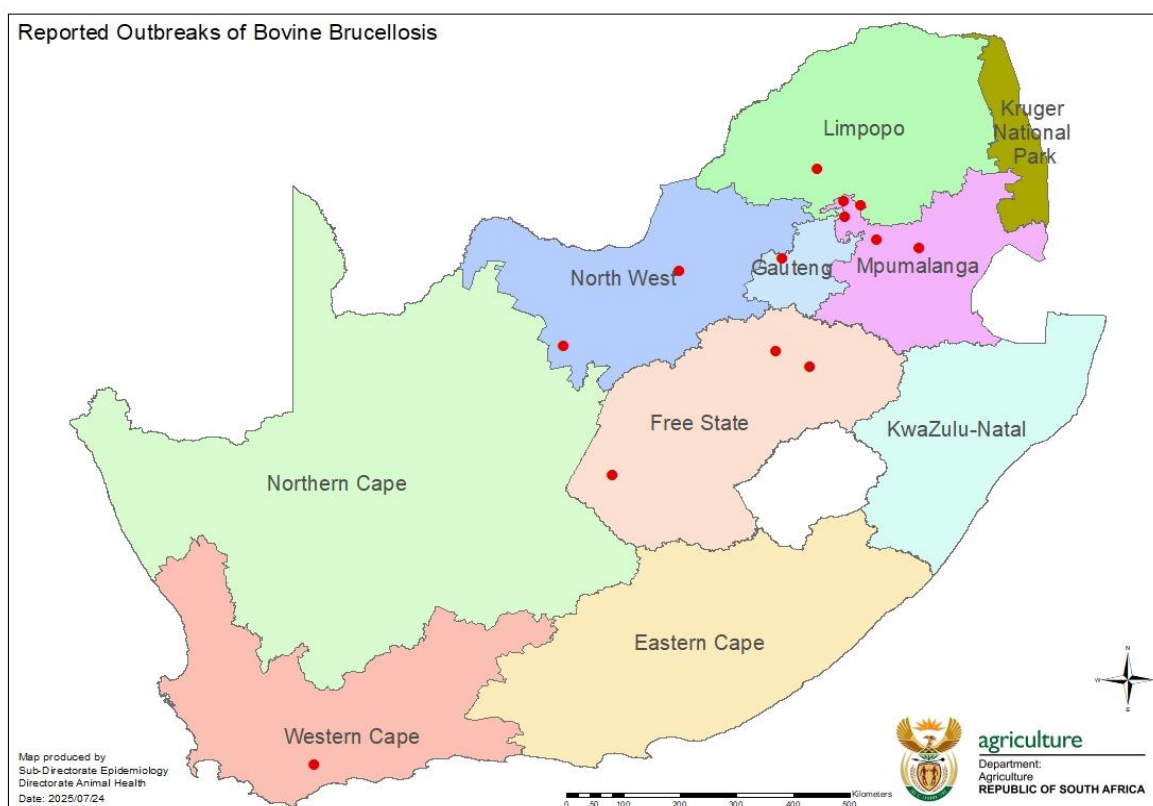 Reported Outbreaks of Bovine Brucellosis
Limpopo
Kruger
National
Park
North West
Gauteng
Mpumalanga
Free State
KwaZulu-Natal
Northern Cape
Eastern Cape
Western Cape
N
W
S
Map produced by
Sub-Directorate Epidemiology
Directorate Animal Health
Date: 2025/07/24
Kilometers
0 50 100 200 300 400 500
agriculture
Department:
Agriculture
REPUBLIC OF SOUTH AFRICA